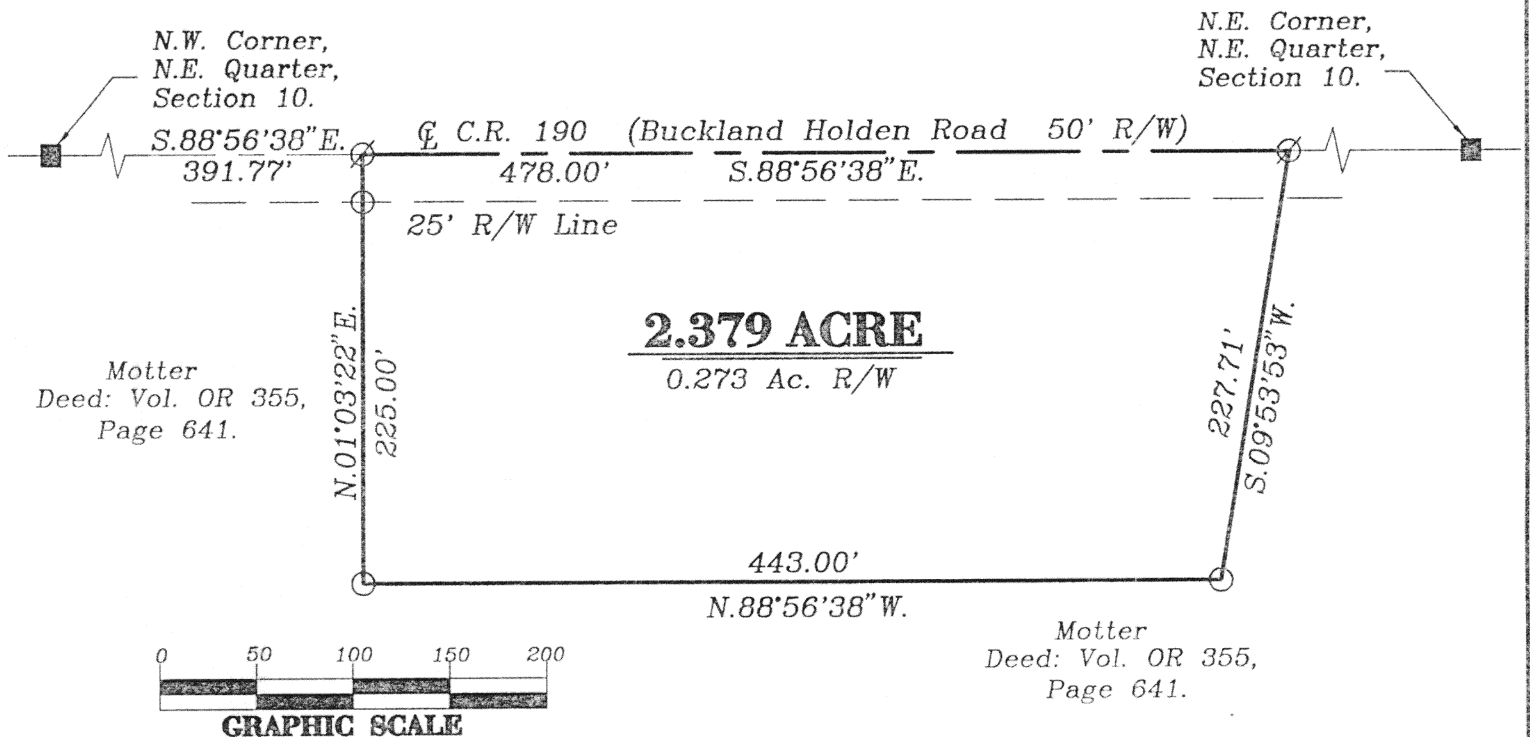 N.W. Corner,
N.E. Quarter,
Section 10.
N.E. Corner,
N.E. Quarter,
Section 10.
S.88°56'38"E.
391.77'
℄ C.R. 190 (Buckland Holden Road 50' R/W)
478.00' S.88°56'38"E.
25' R/W Line
N.01°03'22"E.
225.00'
2.379 ACRE
0.273 Ac. R/W
227.71'
S.09°53'53"W.
Motter
Deed: Vol. OR 355,
Page 641.
443.00'
N.88°56'38"W.
Motter
Deed: Vol. OR 355,
Page 641.
0 50 100 150 200
GRAPHIC SCALE